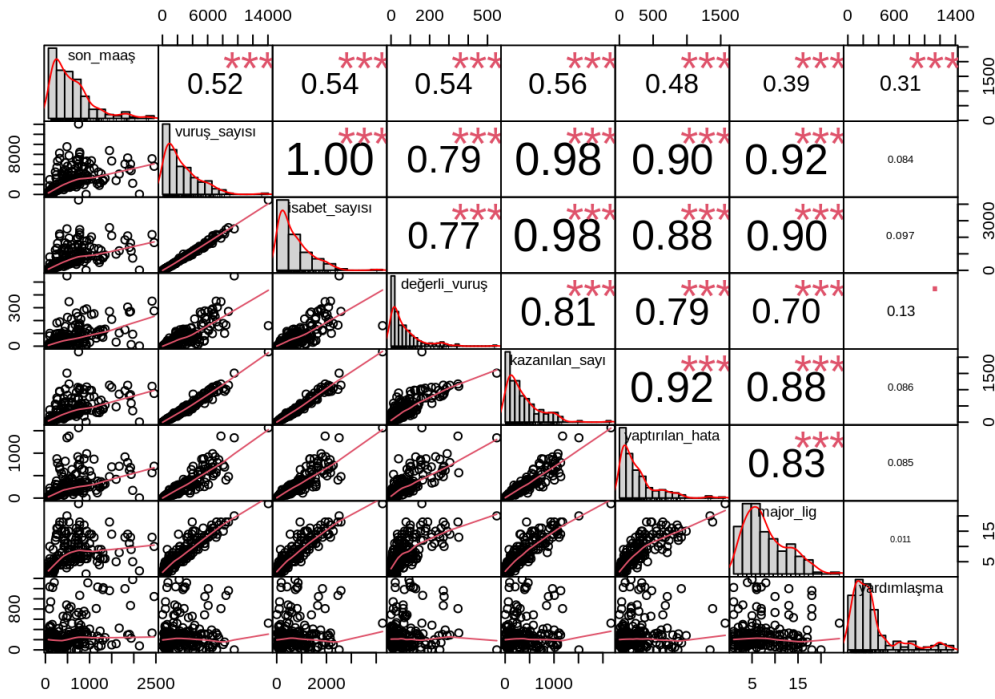 0 6000 14000 0 200 500 0 500 1500 0 600 1400
son_maaş 0.52 *** 0.54 *** 0.54 *** 0.56 *** 0.48 *** 0.39 *** 0.31 *** 0 1500
0 8000 vuruş_sayısı 1.00 *** 0.79 *** 0.98 *** 0.90 *** 0.92 *** 0.084
isabet_sayısı 0.77 *** 0.98 *** 0.88 *** 0.90 *** 0.097 0 3000
0 300 değerli_vuruş 0.81 *** 0.79 *** 0.70 *** 0.13 .
kazanılan_sayı 0.92 *** 0.88 *** 0.086 0 1500
0 1000 yaptırılan_hata 0.83 *** 0.085
major_lig 0.011 5 15
0 8000 yardımlaşma
0 1000 2500 0 2000 0 1000 5 10 15